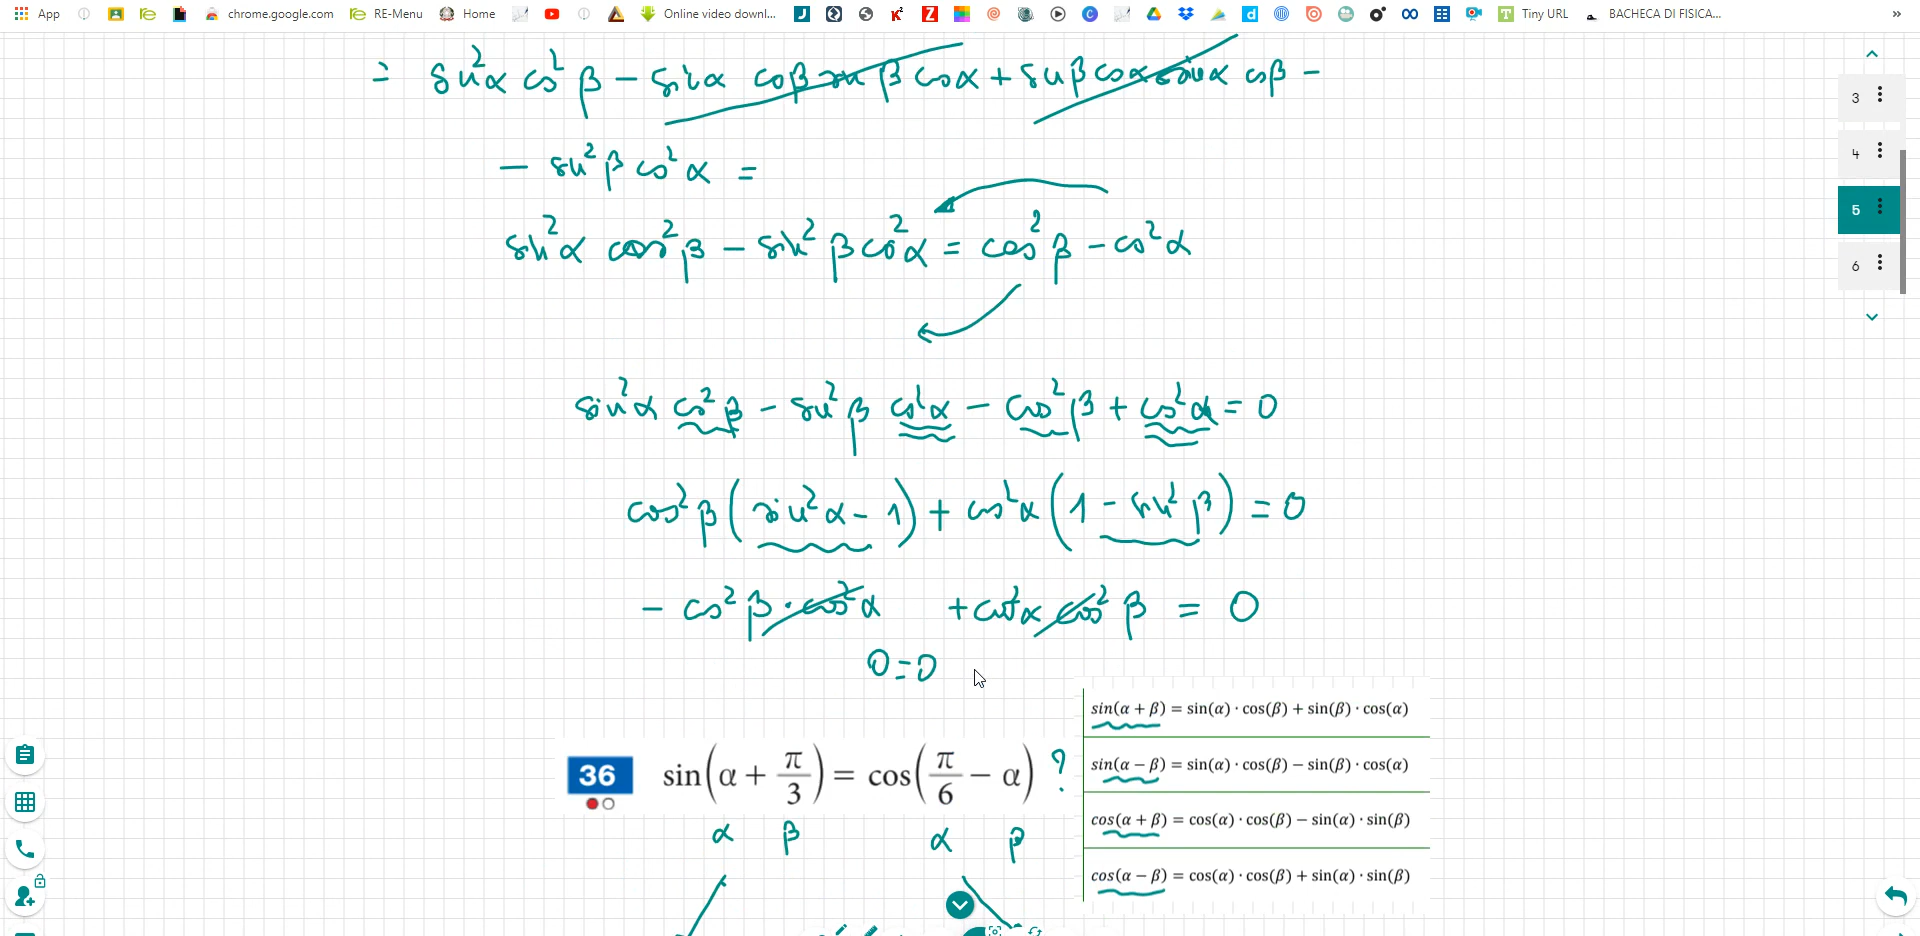 App chrome.google.com RE-Menu Home Online video downl... Tiny URL BACHECA DI FISICA... »
= sin²α cos²β − sinα cosβ sin β cosα + sinβ cosα sinα cosβ −
− sin²β cos²α =
sin²α cos²β − sin²β cos²α = cos²β − cos²α
sin²α cos²β − sin²β cos²α − cos²β + cos²α = 0
cos²β (sin²α − 1) + cos²α (1 − sin²β) = 0
− cos²β · cos²α + cos²α cos²β = 0
0=0
36 sin(α + π/3) = cos(π/6 − α) ?
α β α β
sin(α + β) = sin(α) · cos(β) + sin(β) · cos(α)
sin(α − β) = sin(α) · cos(β) − sin(β) · cos(α)
cos(α + β) = cos(α) · cos(β) − sin(α) · sin(β)
cos(α − β) = cos(α) · cos(β) + sin(α) · sin(β)
3
4
5
6